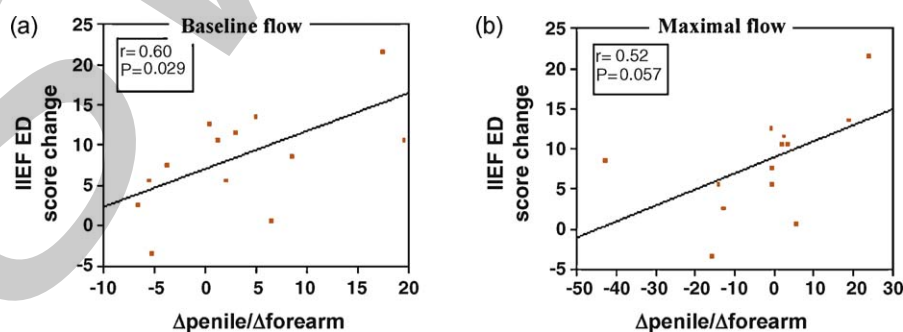 (a)
Baseline flow
r= 0.60
P=0.029
IIEF ED
score change
25
20
15
10
5
0
-5
-10 -5 0 5 10 15 20
Δpenile/Δforearm
(b)
Maximal flow
r= 0.52
P=0.057
IIEF ED
score change
25
20
15
10
5
0
-5
-50 -40 -30 -20 -10 0 10 20 30
Δpenile/Δforearm